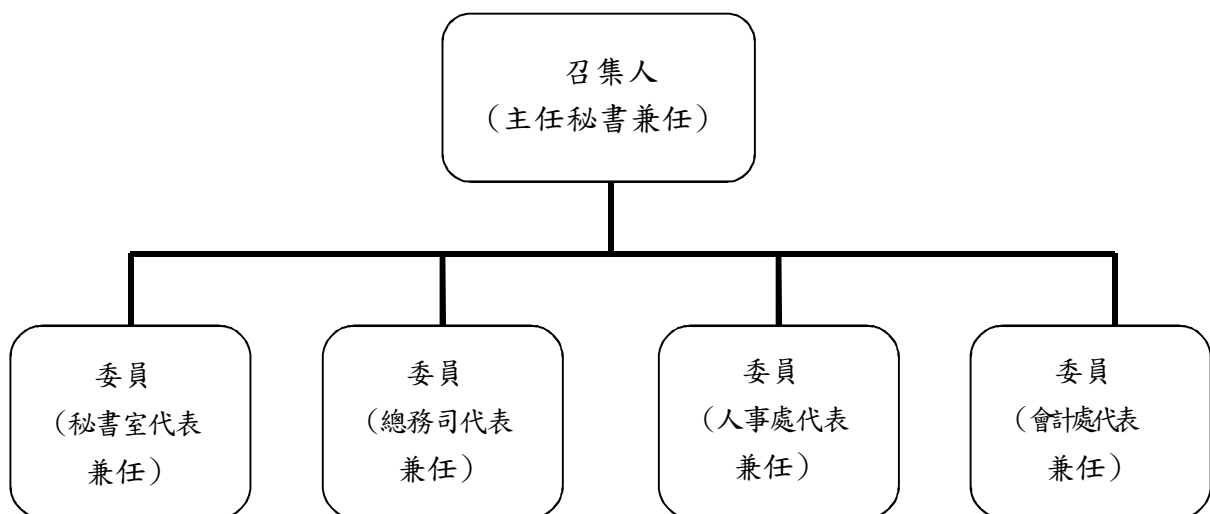 召集人
（主任秘書兼任）
委員
（秘書室代表
兼任）
委員
（總務司代表
兼任）
委員
（人事處代表
兼任）
委員
（會計處代表
兼任）